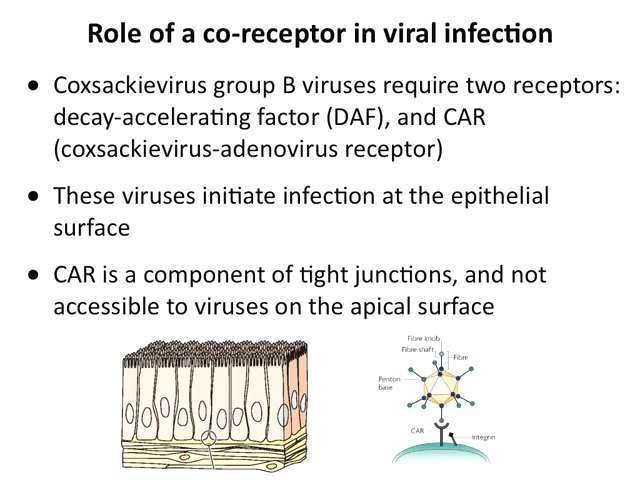 Role of a co-receptor in viral infection
● Coxsackievirus group B viruses require two receptors:
decay-accelerating factor (DAF), and CAR
(coxsackievirus-adenovirus receptor)
● These viruses initiate infection at the epithelial
surface
● CAR is a component of tight junctions, and not
accessible to viruses on the apical surface
Fibre knob
Fibre shaft
Fibre
Penton
base
CAR
Integrin